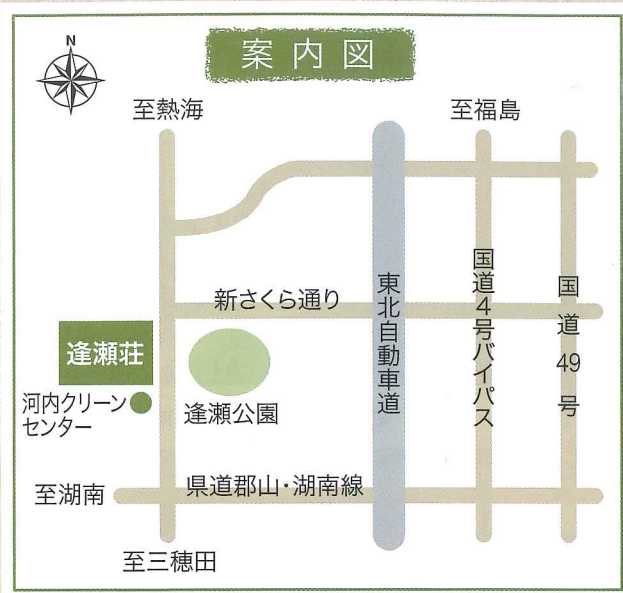 N
案内図
至熱海
至福島
新さくら通り
東北自動車道
国道4号バイパス
国道49号
逢瀬荘
河内クリーン
センター
逢瀬公園
至湖南
県道郡山・湖南線
至三穂田